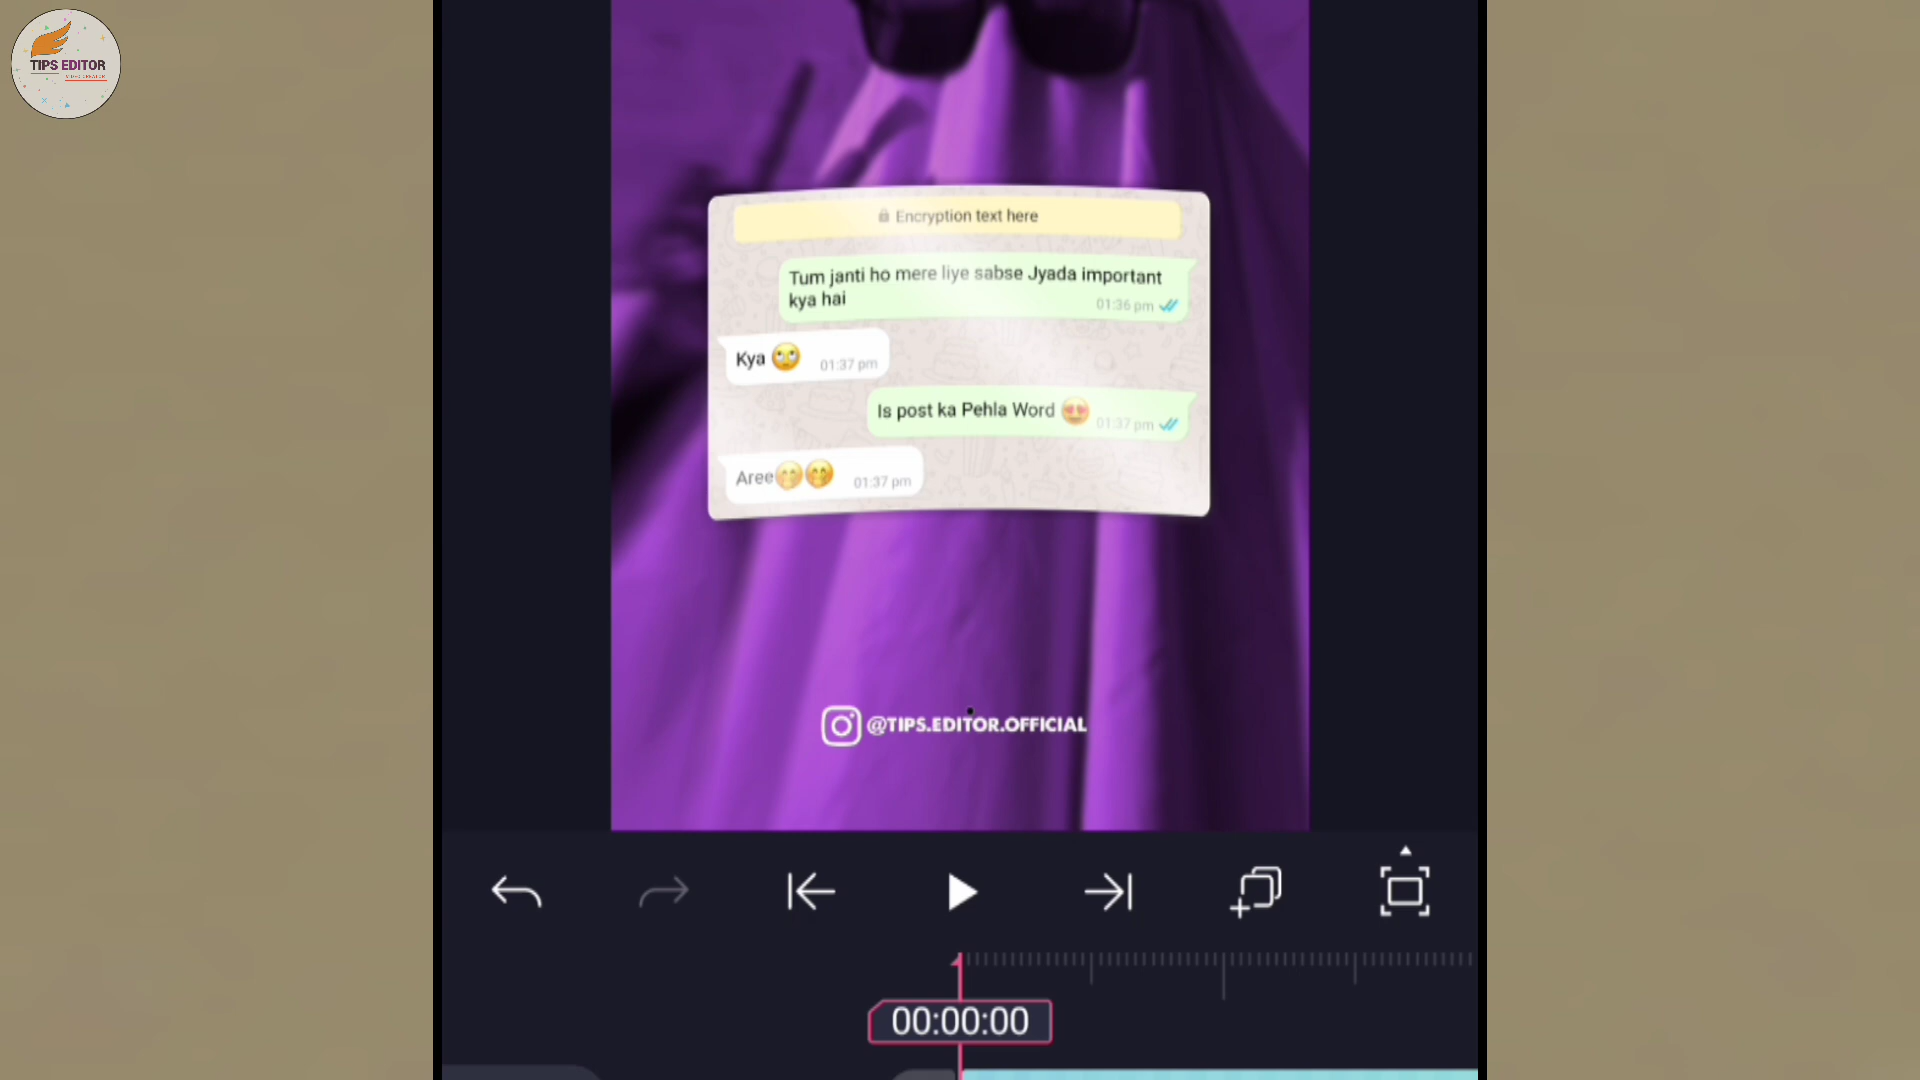 TIPS EDITOR
VIDEO CREATOR
Encryption text here
Tum janti ho mere liye sabse Jyada important
kya hai
01:36 pm
Kya 🙄 01:37 pm
Is post ka Pehla Word 😍 01:37 pm
Aree🤭🤭 01:37 pm
@TIPS.EDITOR.OFFICIAL
00:00:00